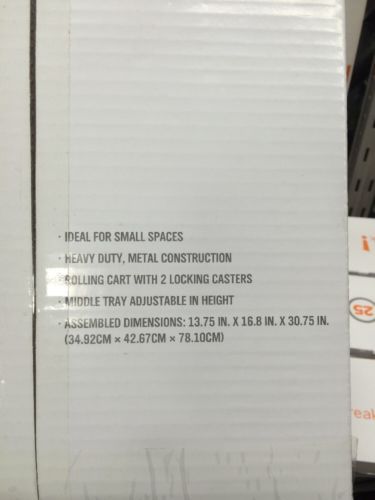 · IDEAL FOR SMALL SPACES
· HEAVY DUTY, METAL CONSTRUCTION
· ROLLING CART WITH 2 LOCKING CASTERS
· MIDDLE TRAY ADJUSTABLE IN HEIGHT
· ASSEMBLED DIMENSIONS: 13.75 IN. X 16.8 IN. X 30.75 IN.
(34.92CM × 42.67CM × 78.10CM)
25